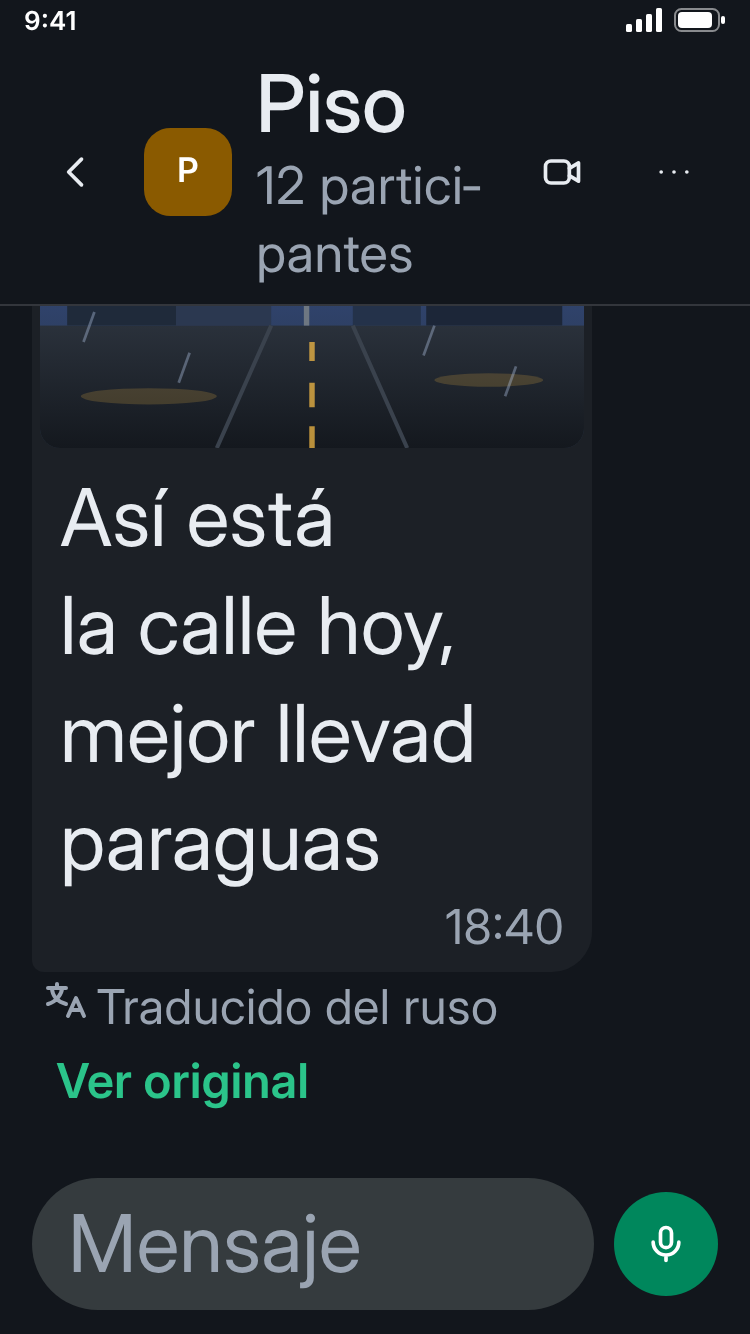 9:41
Piso
P
12 partici-
pantes
Así está
la calle hoy,
mejor llevad
paraguas
18:40
Traducido del ruso
Ver original
Mensaje